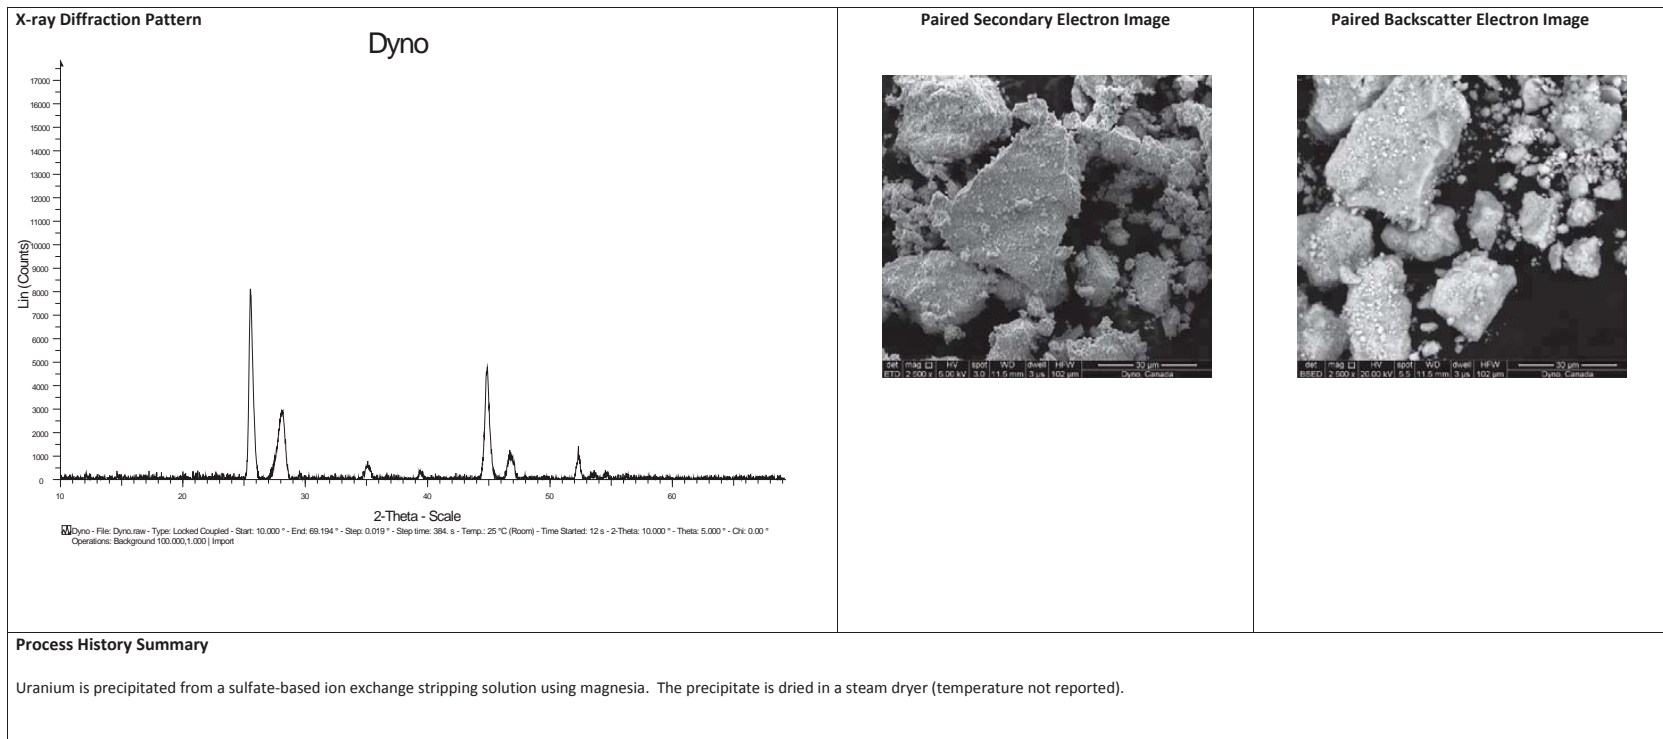 X-ray Diffraction Pattern
Paired Secondary Electron Image
Paired Backscatter Electron Image
Dyno
Lin (Counts)
17000
16000
15000
14000
13000
12000
11000
10000
9000
8000
7000
6000
5000
4000
3000
2000
1000
0
10 20 30 40 50 60
2-Theta - Scale
Dyno - File: Dyno.raw - Type: Locked Coupled - Start: 10.000 ° - End: 69.194 ° - Step: 0.019 ° - Step time: 384. s - Temp.: 25 °C (Room) - Time Started: 12 s - 2-Theta: 10.000 ° - Theta: 5.000 ° - Chi: 0.00 °
Operations: Background 100.000,1.000 | Import
det mag HV spot WD dwell HFW 30 µm
ETD 2 500 x 5.00 kV 3.0 11.5 mm 3 µs 102 µm Dyno, Canada
det mag HV spot WD dwell HFW 30 µm
BSED 2 500 x 20.00 kV 5.5 11.5 mm 3 µs 102 µm Dyno, Canada
Process History Summary
Uranium is precipitated from a sulfate-based ion exchange stripping solution using magnesia. The precipitate is dried in a steam dryer (temperature not reported).